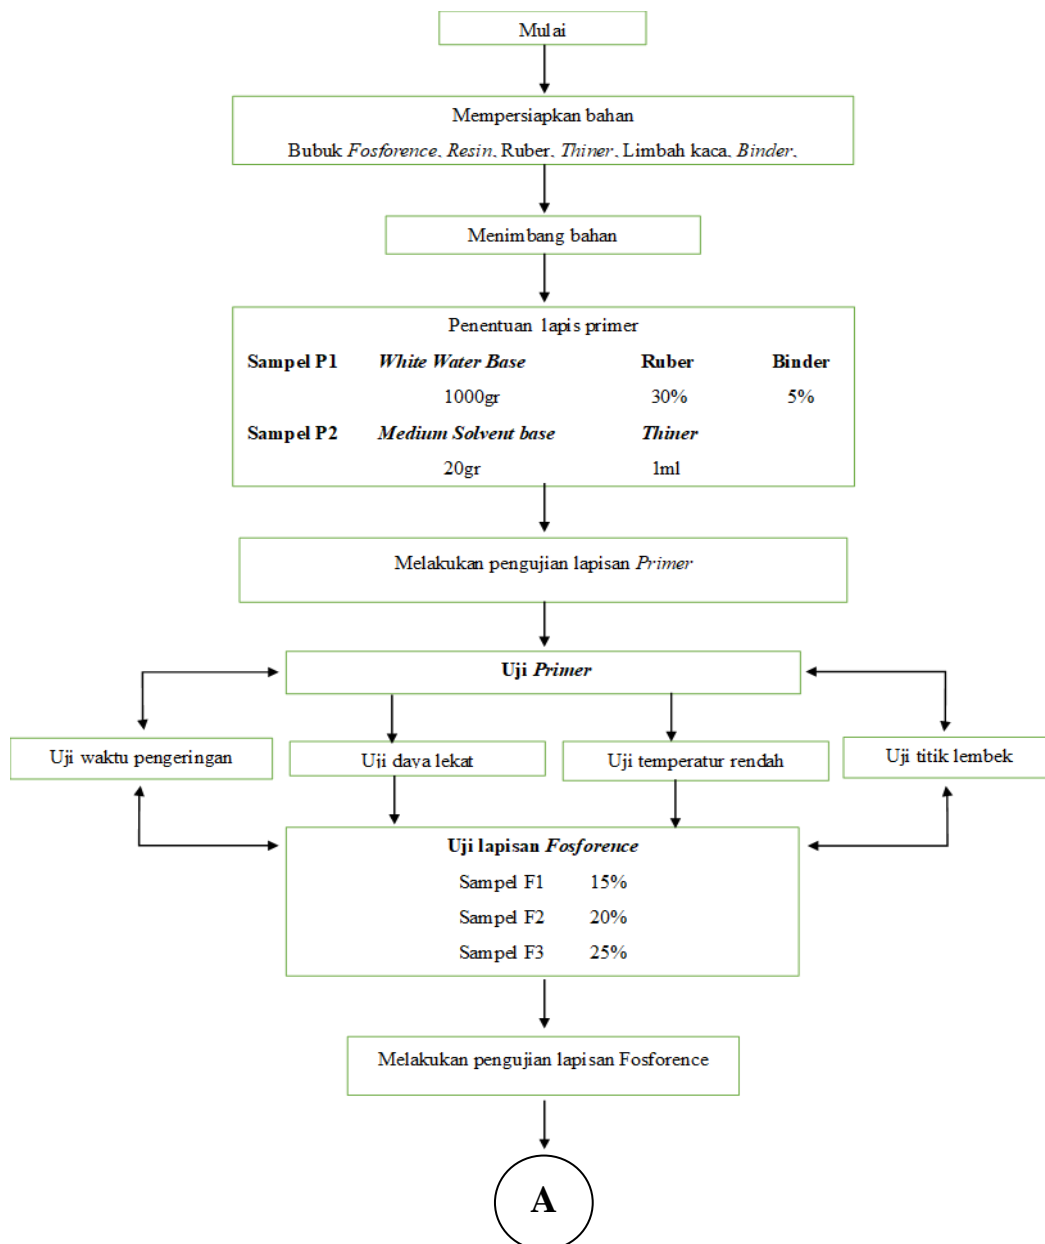 Mulai
Mempersiapkan bahan
Bubuk Fosforence, Resin, Ruber, Thiner, Limbah kaca, Binder,
Menimbang bahan
Penentuan lapis primer
Sampel P1 White Water Base Ruber Binder
1000gr 30% 5%
Sampel P2 Medium Solvent base Thiner
20gr 1ml
Melakukan pengujian lapisan Primer
Uji Primer
Uji waktu pengeringan Uji daya lekat Uji temperatur rendah Uji titik lembek
Uji lapisan Fosforence
Sampel F1 15%
Sampel F2 20%
Sampel F3 25%
Melakukan pengujian lapisan Fosforence
A